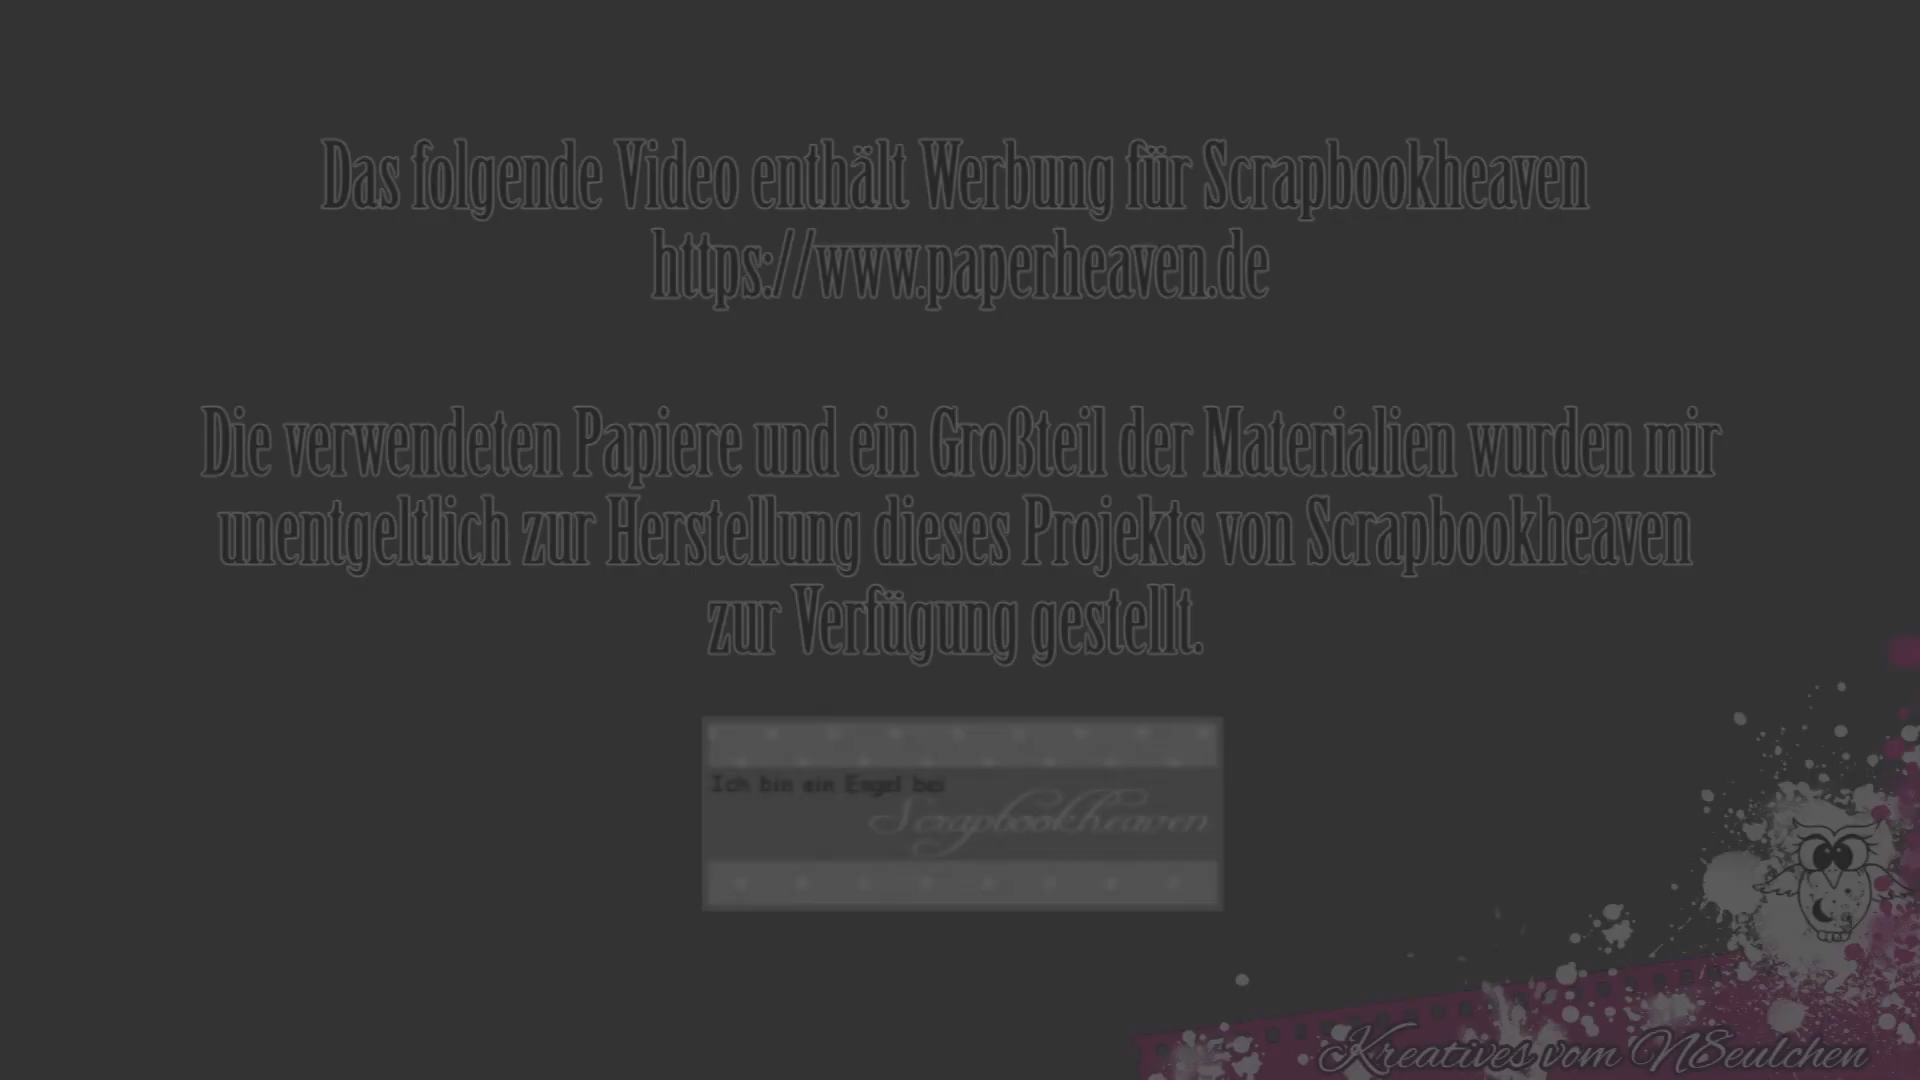 Das folgende Video enthält Werbung für Scrapbookheaven
https://www.paperheaven.de
Die verwendeten Papiere und ein Großteil der Materialien wurden mir
unentgeltlich zur Herstellung dieses Projekts von Scrapbookheaven
zur Verfügung gestellt.
Ich bin ein Engel bei
Scrapbookheaven
Kreatives vom N8eulchen